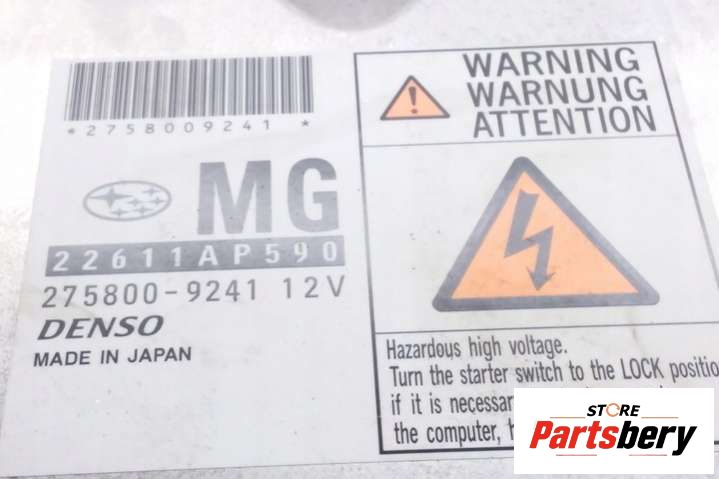 *2758009241*
MG
22611AP590
275800-9241 12V
DENSO
MADE IN JAPAN
WARNING
WARNUNG
ATTENTION
Hazardous high voltage.
Turn the starter switch to the LOCK positio
if it is necessar
the computer,
STORE
Partsbery